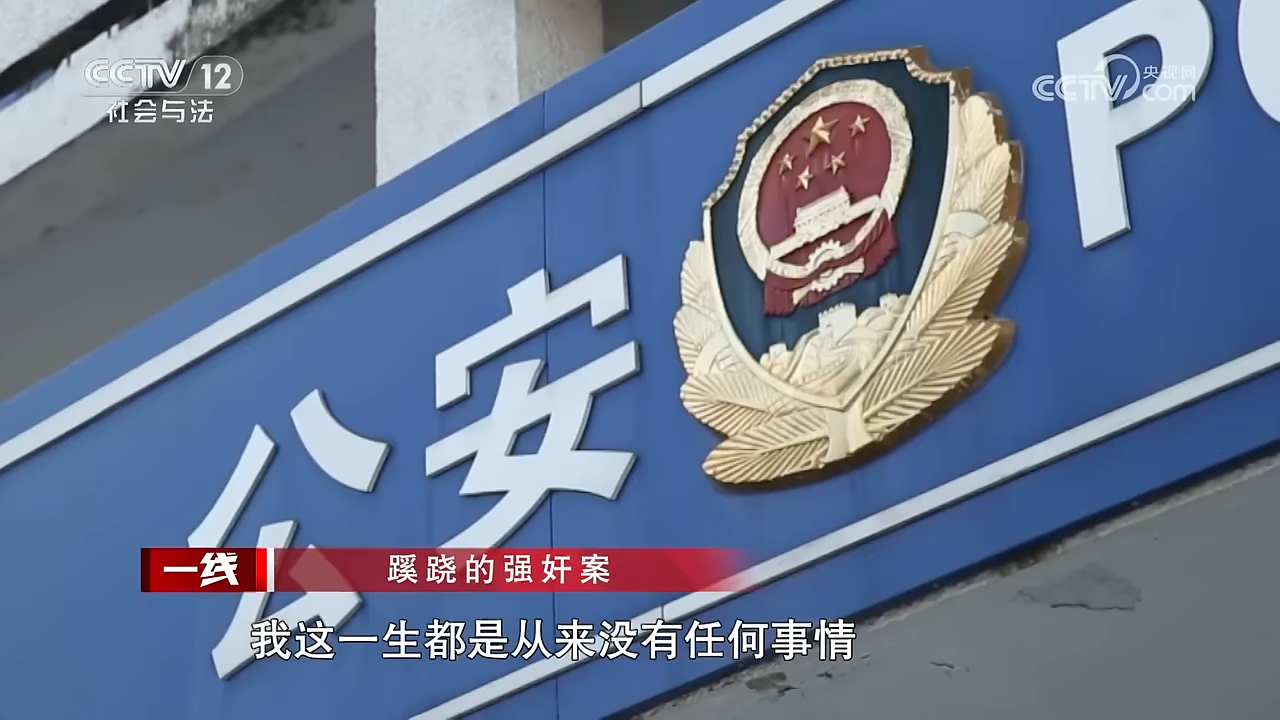 CCTV 12
社会与法
央视网
CCTV.com
公安 PO
一线 蹊跷的强奸案
我这一生都是从来没有任何事情